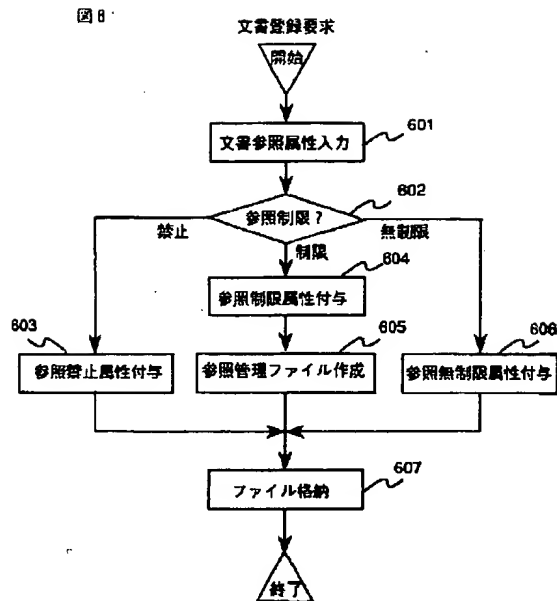 図8
文書登録要求
開始
文書参照属性入力
601
参照制限?
602
禁止
制限
無制限
参照制限属性付与
604
参照禁止属性付与
603
参照管理ファイル作成
605
参照無制限属性付与
606
ファイル格納
607
終了